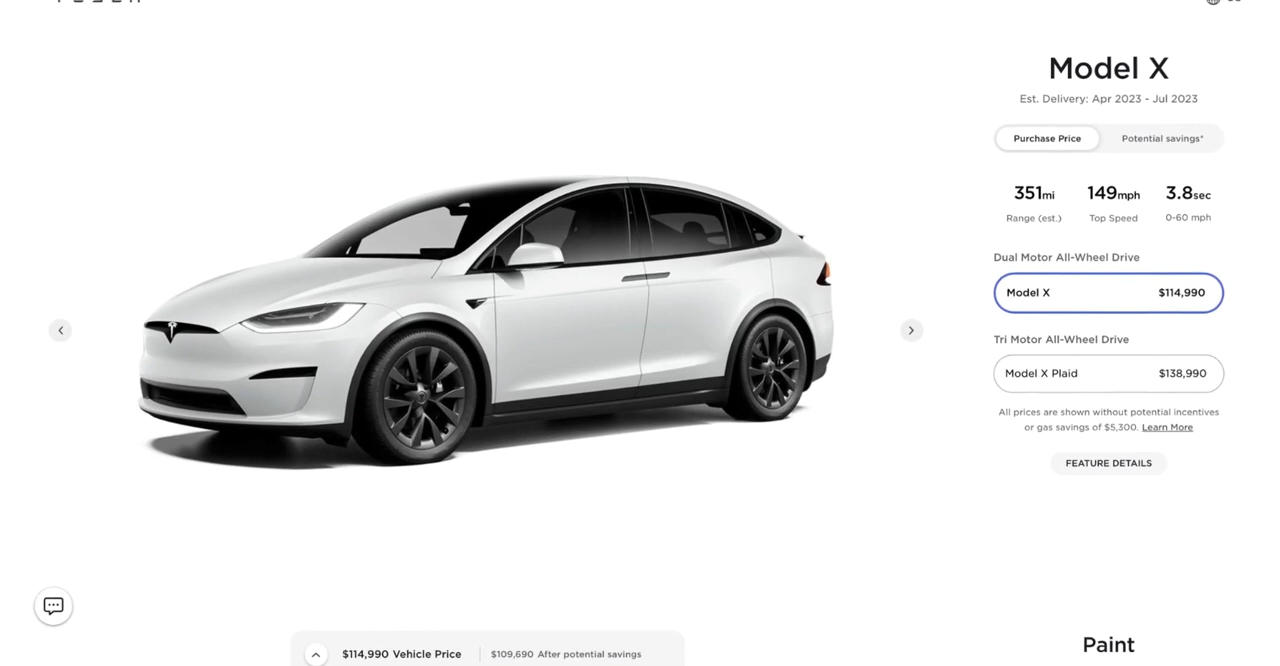 Model X
Est. Delivery: Apr 2023 - Jul 2023
Purchase Price Potential savings*
351mi 149mph 3.8sec
Range (est.) Top Speed 0-60 mph
Dual Motor All-Wheel Drive
Model X $114,990
Tri Motor All-Wheel Drive
Model X Plaid $138,990
All prices are shown without potential incentives
or gas savings of $5,300. Learn More
FEATURE DETAILS
$114,990 Vehicle Price $109,690 After potential savings
Paint